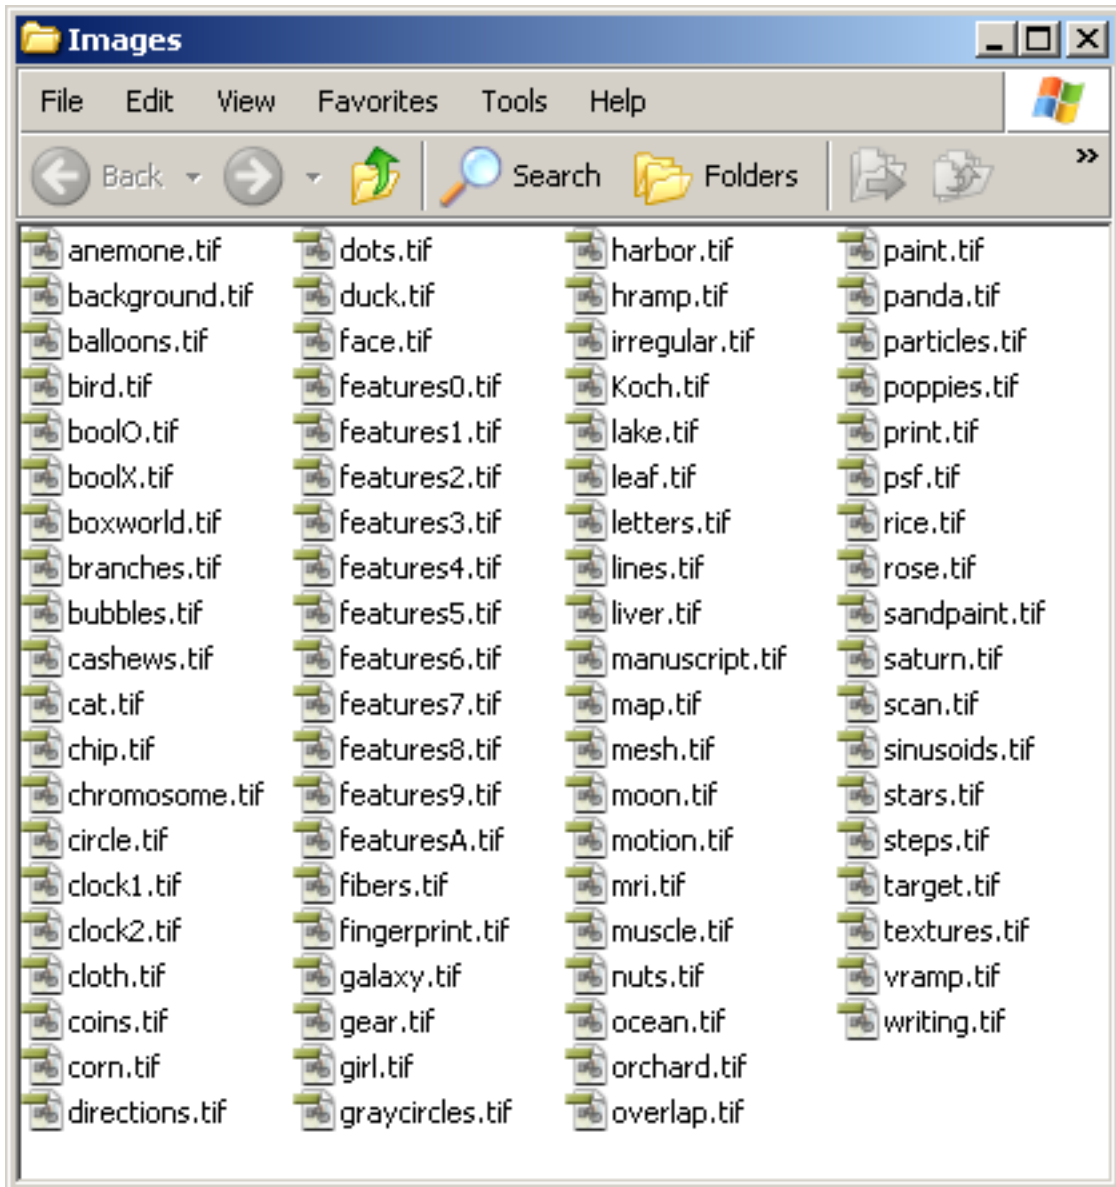 Images
File Edit View Favorites Tools Help
Back Search Folders »
anemone.tif
background.tif
balloons.tif
bird.tif
boolO.tif
boolX.tif
boxworld.tif
branches.tif
bubbles.tif
cashews.tif
cat.tif
chip.tif
chromosome.tif
circle.tif
clock1.tif
clock2.tif
cloth.tif
coins.tif
corn.tif
directions.tif
dots.tif
duck.tif
face.tif
features0.tif
features1.tif
features2.tif
features3.tif
features4.tif
features5.tif
features6.tif
features7.tif
features8.tif
features9.tif
featuresA.tif
fibers.tif
fingerprint.tif
galaxy.tif
gear.tif
girl.tif
graycircles.tif
harbor.tif
hramp.tif
irregular.tif
Koch.tif
lake.tif
leaf.tif
letters.tif
lines.tif
liver.tif
manuscript.tif
map.tif
mesh.tif
moon.tif
motion.tif
mri.tif
muscle.tif
nuts.tif
ocean.tif
orchard.tif
overlap.tif
paint.tif
panda.tif
particles.tif
poppies.tif
print.tif
psf.tif
rice.tif
rose.tif
sandpaint.tif
saturn.tif
scan.tif
sinusoids.tif
stars.tif
steps.tif
target.tif
textures.tif
vramp.tif
writing.tif